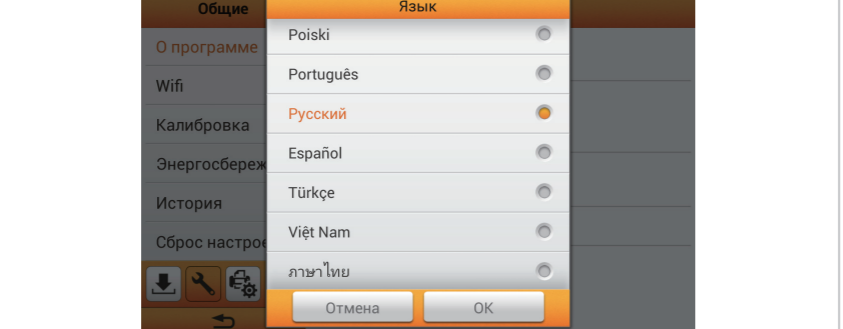 Общие
Язык
О программе
Wifi
Калибровка
Энергосбереж
История
Сброс настрое
Poiski
Português
Русский
Español
Türkçe
Việt Nam
ภาษาไทย
Отмена
OK